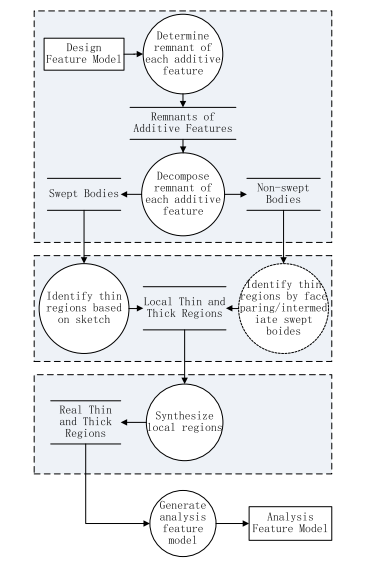 Design
Feature Model
Determine
remnant of
each additive
feature
Remnants of
Additive Features
Swept Bodies
Decompose
remnant of
each additive
feature
Non-swept
Bodies
Identify thin
regions based
on sketch
Local Thin and
Thick Regions
Identify thin
regions by face
paring/intermed
iate swept
boides
Real Thin
and Thick
Regions
Synthesize
local regions
Generate
analysis
feature
model
Analysis
Feature Model